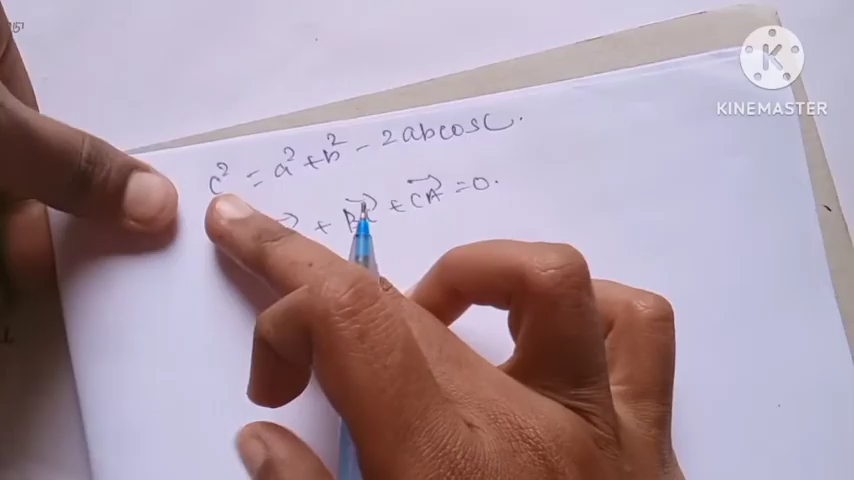 c² = a² + b² - 2abcosC.
+ BC + CA = 0.
KINEMASTER